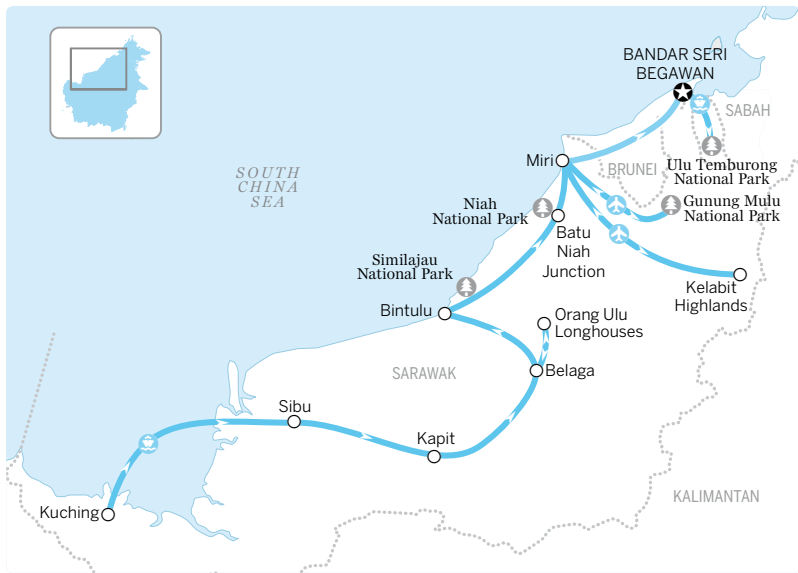 BANDAR SERI
BEGAWAN
SABAH
Miri
BRUNEI
Ulu Temburong
National Park
SOUTH
CHINA
SEA
Niah
National Park
Gunung Mulu
National Park
Batu
Niah
Junction
Similajau
National Park
Kelabit
Highlands
Bintulu
Orang Ulu
Longhouses
SARAWAK
Belaga
Sibu
Kapit
KALIMANTAN
Kuching